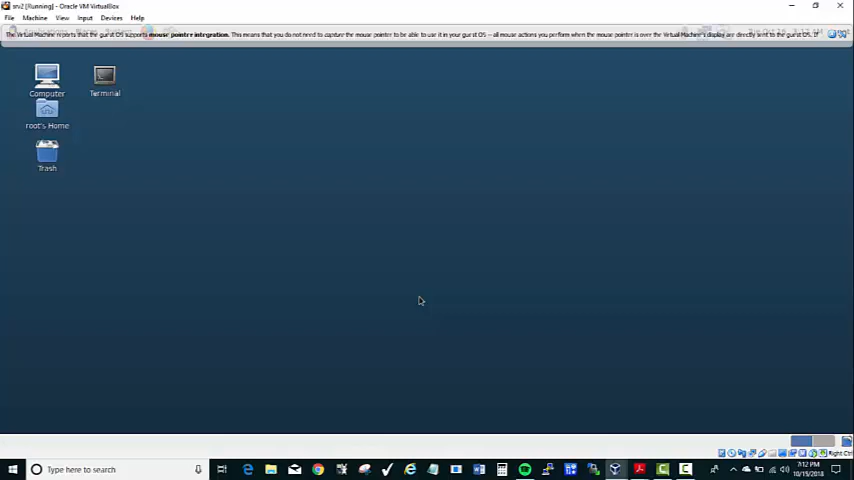 srv2 [Running] - Oracle VM VirtualBox
File Machine View Input Devices Help
The Virtual Machine reports that the guest OS supports mouse pointer integration. This means that you do not need to capture the mouse pointer to be able to use it in your guest OS -- all mouse actions you perform when the mouse pointer is over the Virtual Machine's display are directly sent to the guest OS. If
Computer
Terminal
root's Home
Trash
Right Ctrl
Type here to search
7:12 PM
10/15/2018